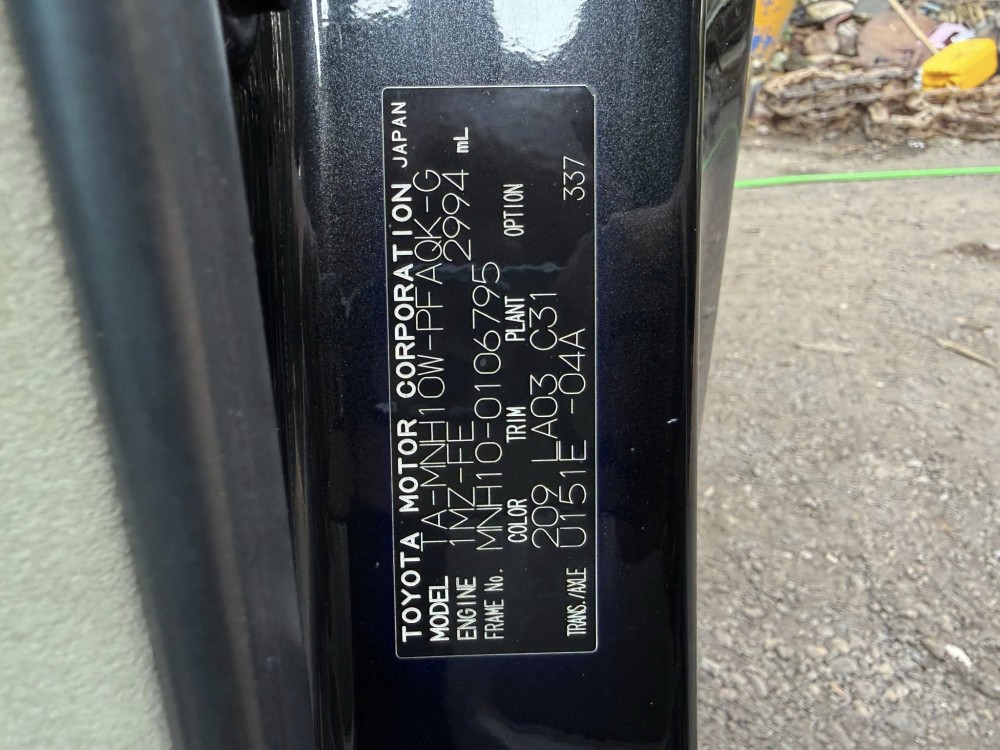 TOYOTA MOTOR CORPORATION JAPAN
MODEL TA-MNH10W-PFAQK-G
ENGINE 1MZ-FE 2994 mL
FRAME No. MNH10-0106795
COLOR TRIM PLANT OPTION
209 LA03 C31
TRANS./AXLE U151E -04A 337